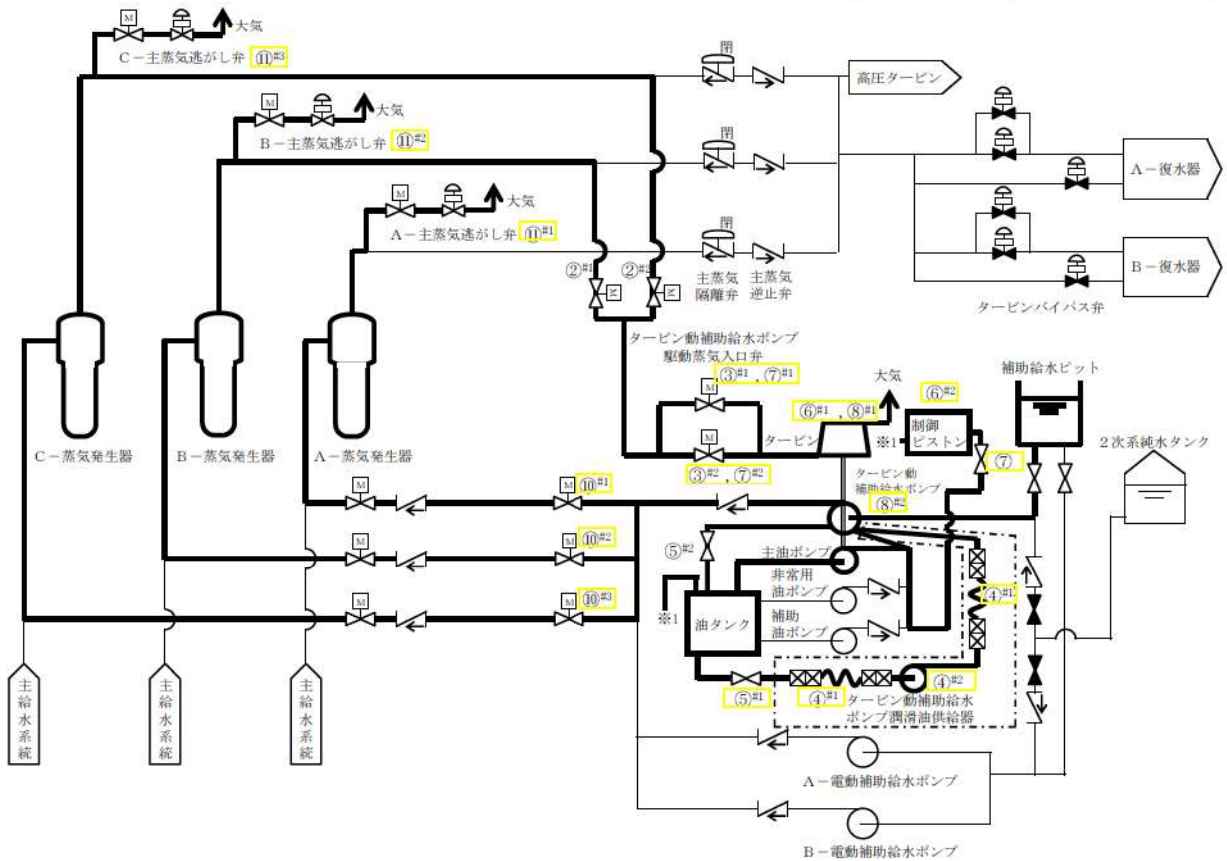 大気
M
C－主蒸気逃がし弁 ⑪#3
閉
高圧タービン
大気
M
B－主蒸気逃がし弁 ⑪#2
閉
A－復水器
大気
M
A－主蒸気逃がし弁 ⑪#1
閉
②#1
②#2
M
M
主蒸気
隔離弁
主蒸気
逆止弁
B－復水器
タービンバイパス弁
タービン動補助給水ポンプ
駆動蒸気入口弁
③#1 , ⑦#1
M
M
③#2 , ⑦#2
大気
⑥#1 , ⑧#1
タービン
⑥#2
制御
ピストン
※1
⑦
補助給水ピット
2次系純水タンク
C－蒸気発生器
B－蒸気発生器
A－蒸気発生器
タービン動
補助給水ポンプ
⑧#2
M
M
⑩#1
M
M
⑩#2
M
M
⑩#3
⑤#2
主油ポンプ
非常用
油ポンプ
補助
油ポンプ
※1
油タンク
④#1
⑤#1
④#1
④#2
タービン動補助給水
ポンプ潤滑油供給器
主給水系統
主給水系統
主給水系統
A－電動補助給水ポンプ
B－電動補助給水ポンプ